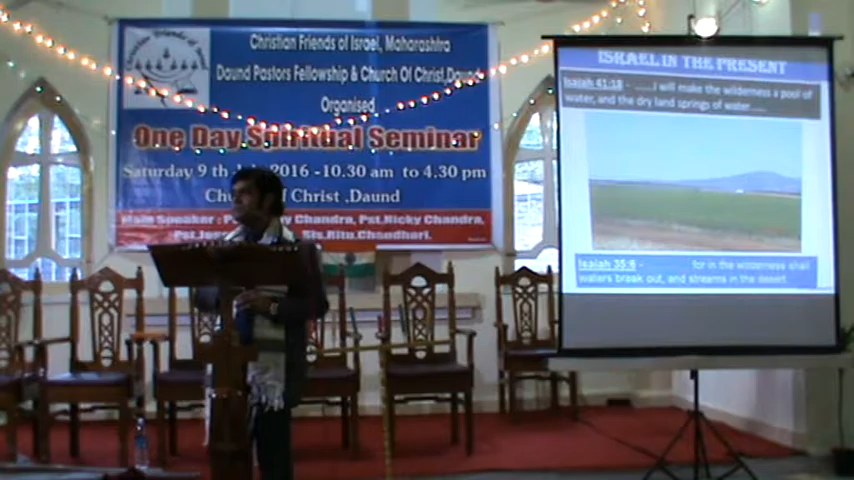 Christian Friends of Israel, Maharashtra
Daund Pastors Fellowship & Church Of Christ,Daund
Organised
One Day Spiritual Seminar
Saturday 9 th July 2016 -10.30 am to 4.30 pm
Church of Christ ,Daund
Main Speaker : Chandra, Pst.Ricky Chandra,
Sis.Ritu.Chaudhari.
ISRAEL IN THE PRESENT
Isaiah 41:18 - .....I will make the wilderness a pool of
water, and the dry land springs of water.....
Isaiah 35:6 - for in the wilderness shall
waters break out, and streams in the desert